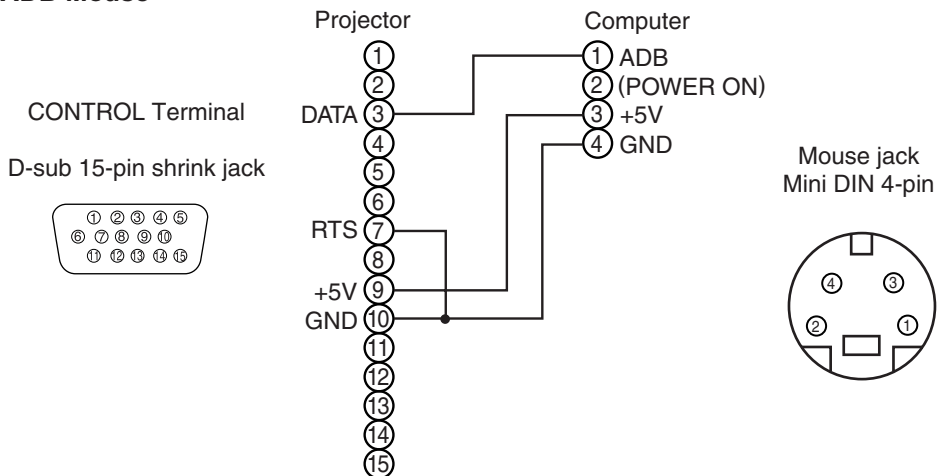 Projector
Computer
CONTROL Terminal
D-sub 15-pin shrink jack
① ② ③ ④ ⑤
⑥ ⑦ ⑧ ⑨ ⑩
⑪ ⑫ ⑬ ⑭ ⑮
①
②
DATA ③
④
⑤
⑥
RTS ⑦
⑧
+5V ⑨
GND ⑩
⑪
⑫
⑬
⑭
⑮
① ADB
② (POWER ON)
③ +5V
④ GND
Mouse jack
Mini DIN 4-pin
④ ③
② ①